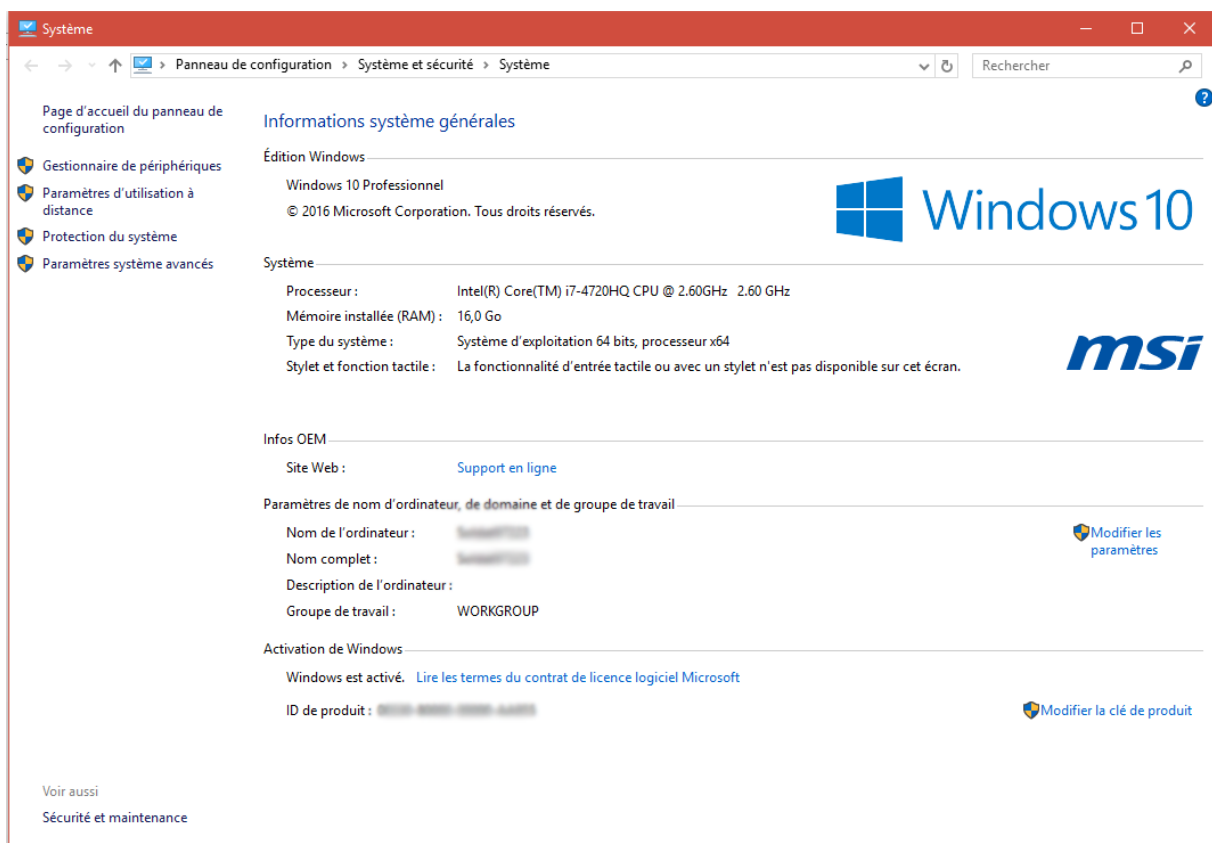 Système
Panneau de configuration › Système et sécurité › Système
Rechercher
?
Page d'accueil du panneau de
configuration
Gestionnaire de périphériques
Paramètres d'utilisation à
distance
Protection du système
Paramètres système avancés
Informations système générales
Édition Windows
Windows 10 Professionnel
© 2016 Microsoft Corporation. Tous droits réservés.
Windows 10
Système
Processeur : Intel(R) Core(TM) i7-4720HQ CPU @ 2.60GHz 2.60 GHz
Mémoire installée (RAM) : 16,0 Go
Type du système : Système d'exploitation 64 bits, processeur x64
Stylet et fonction tactile : La fonctionnalité d'entrée tactile ou avec un stylet n'est pas disponible sur cet écran.
msi
Infos OEM
Site Web : Support en ligne
Paramètres de nom d'ordinateur, de domaine et de groupe de travail
Nom de l'ordinateur :
Modifier les
paramètres
Nom complet :
Description de l'ordinateur :
Groupe de travail : WORKGROUP
Activation de Windows
Windows est activé. Lire les termes du contrat de licence logiciel Microsoft
ID de produit :
Modifier la clé de produit
Voir aussi
Sécurité et maintenance